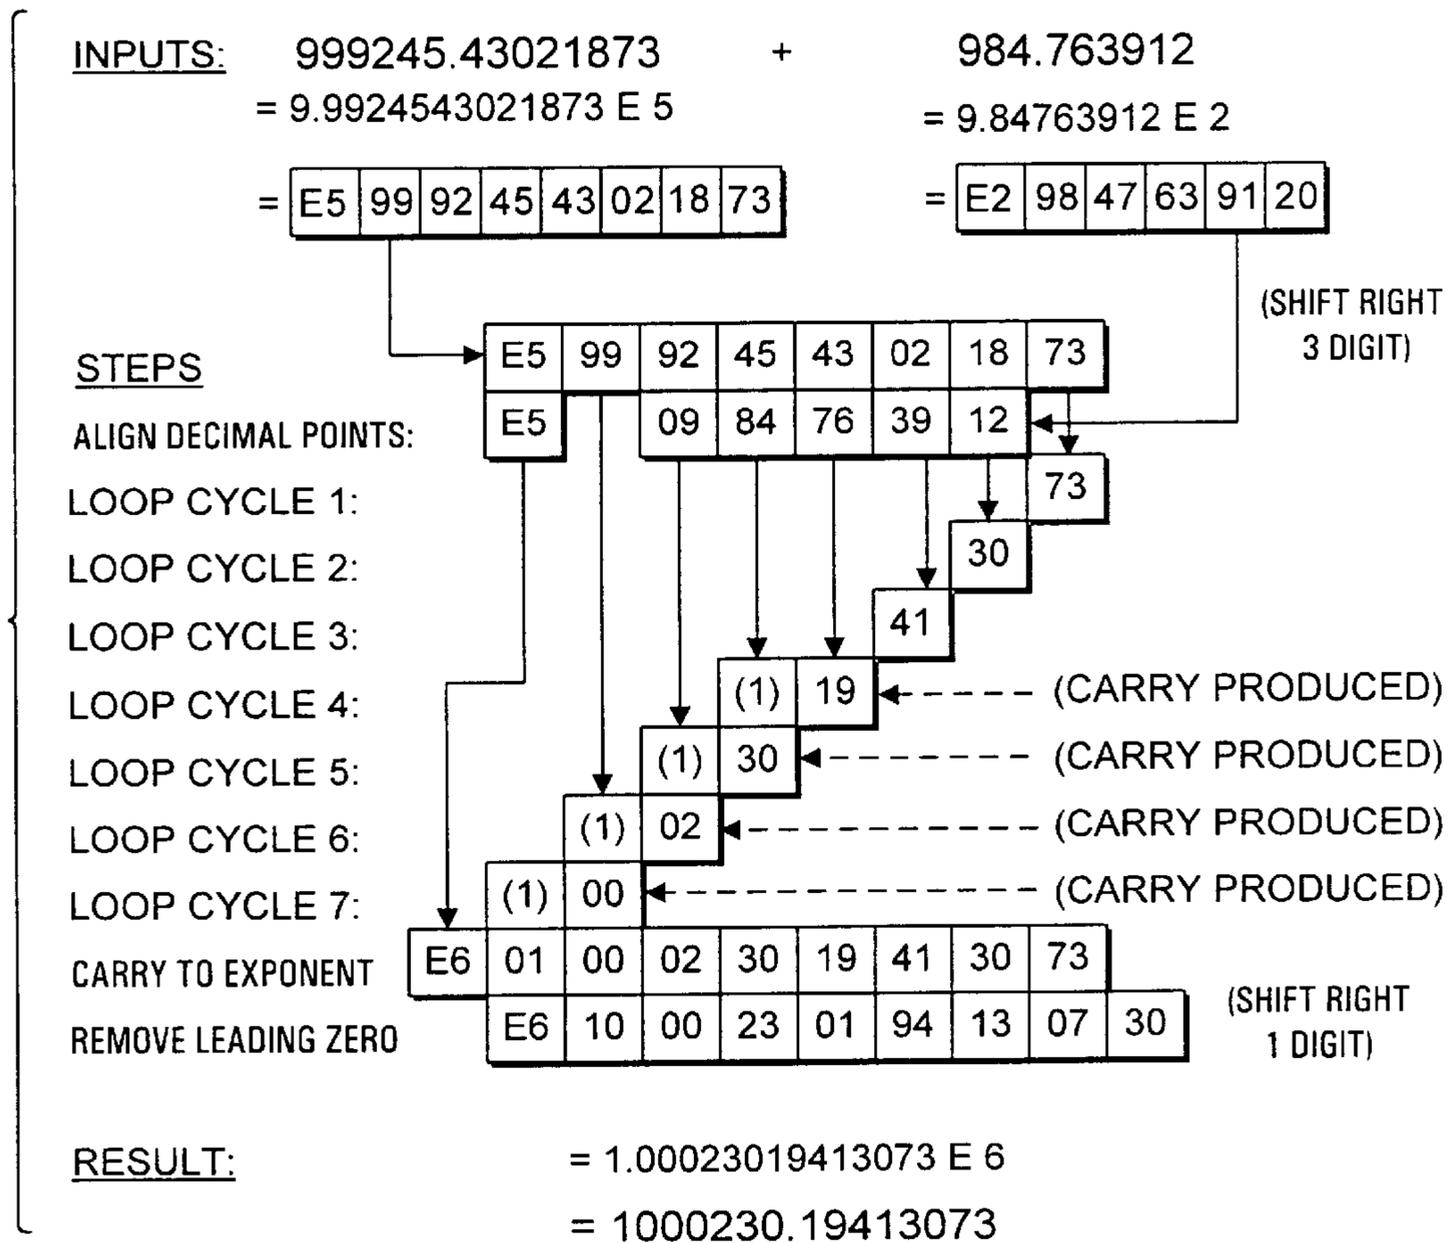 INPUTS: 999245.43021873 + 984.763912
= 9.9924543021873 E 5 = 9.84763912 E 2
= E5 99 92 45 43 02 18 73 = E2 98 47 63 91 20
(SHIFT RIGHT
3 DIGIT)
E5 99 92 45 43 02 18 73
STEPS
ALIGN DECIMAL POINTS: E5 09 84 76 39 12
LOOP CYCLE 1: 73
LOOP CYCLE 2: 30
LOOP CYCLE 3: 41
LOOP CYCLE 4: (1) 19 (CARRY PRODUCED)
LOOP CYCLE 5: (1) 30 (CARRY PRODUCED)
LOOP CYCLE 6: (1) 02 (CARRY PRODUCED)
LOOP CYCLE 7: (1) 00 (CARRY PRODUCED)
CARRY TO EXPONENT E6 01 00 02 30 19 41 30 73
REMOVE LEADING ZERO E6 10 00 23 01 94 13 07 30
(SHIFT RIGHT
1 DIGIT)
RESULT: = 1.00023019413073 E 6
= 1000230.19413073